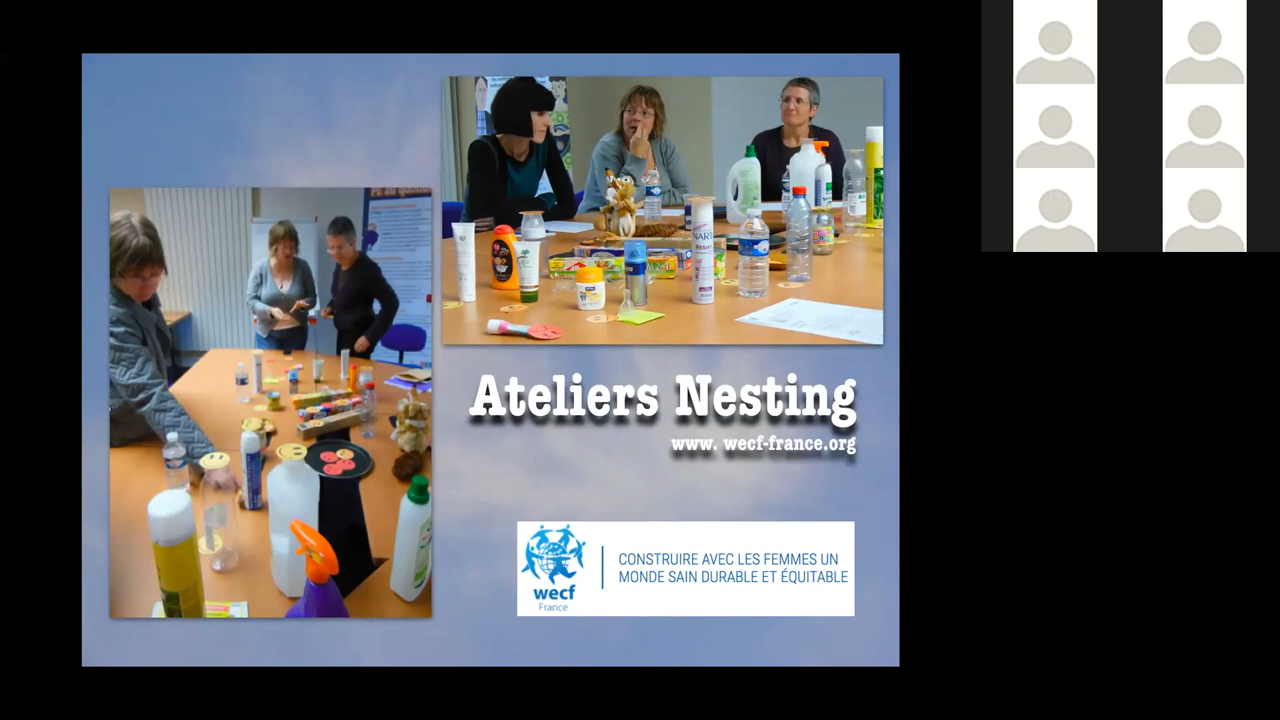 Ateliers Nesting
www. wecf-france.org
wecf
France
CONSTRUIRE AVEC LES FEMMES UN
MONDE SAIN DURABLE ET ÉQUITABLE